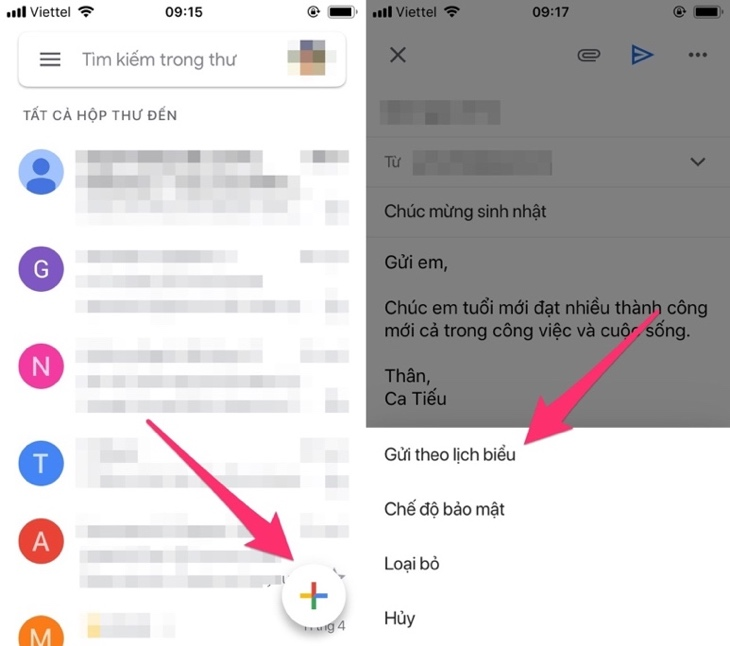 Viettel
09:15
Tìm kiếm trong thư
TẤT CẢ HỘP THƯ ĐẾN
G
N
T
A
M
Viettel
09:17
Từ
Chúc mừng sinh nhật
Gửi em,
Chúc em tuổi mới đạt nhiều thành công
mới cả trong công việc và cuộc sống.
Thân,
Ca Tiếu
Gửi theo lịch biểu
Chế độ bảo mật
Loại bỏ
Hủy